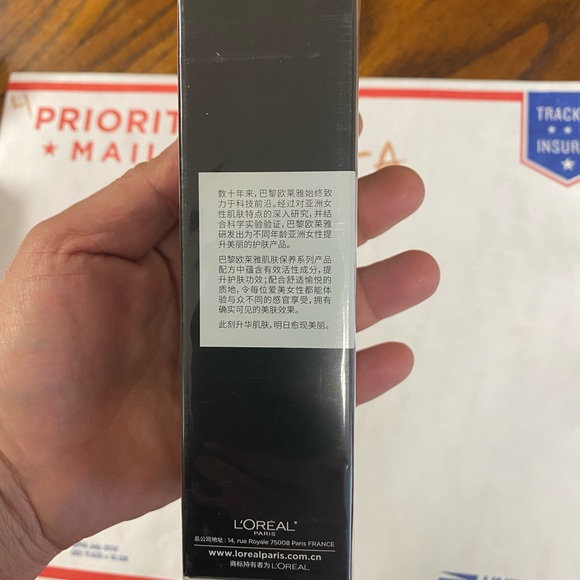 PRIORIT
MAIL
TRACK
INSUR
数十年来，巴黎欧莱雅始终致
力于科技前沿。经过对亚洲女
性肌肤特点的深入研究，并结
合科学实验验证，巴黎欧莱雅
研发出为不同年龄亚洲女性提
升美丽的护肤产品。
巴黎欧莱雅肌肤保养系列产品
配方中蕴含有效活性成分，提
升护肤功效；配合舒适愉悦的
质地，令每位爱美女性都能体
验与众不同的感官享受，拥有
确实可见的美肤效果。
此刻升华肌肤，明日愈现美丽。
L'ORÉAL
PARIS
总公司地址：14, rue Royale 75008 Paris FRANCE
www.lorealparis.com.cn
商标持有者为 L'OREAL